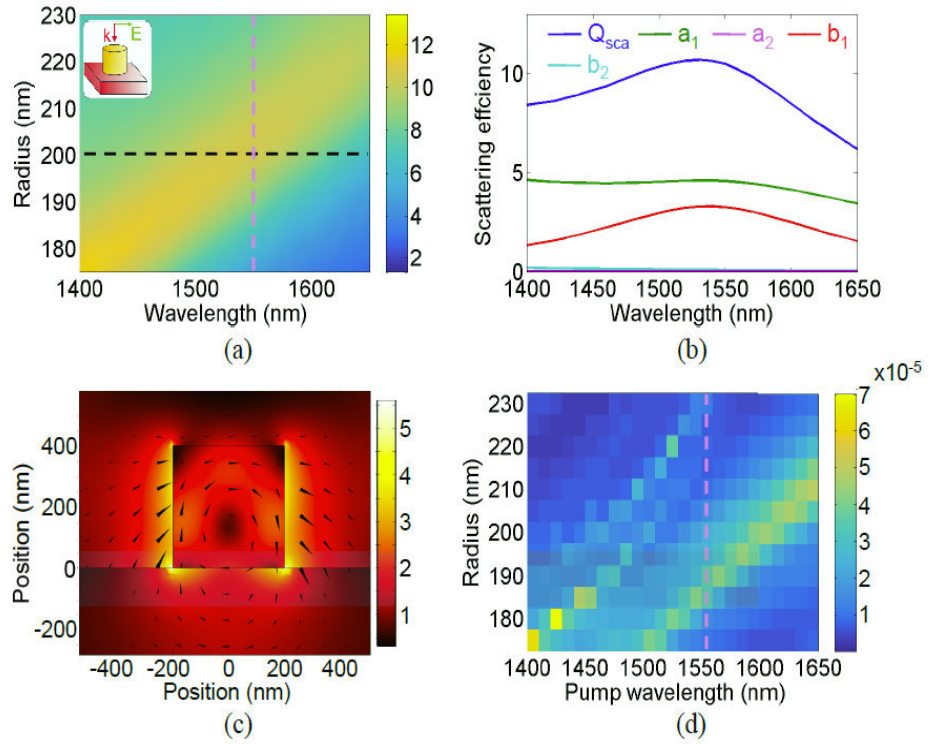 k E
Radius (nm)
230
220
210
200
190
180
1400 1500 1600
Wavelength (nm)
12
10
8
6
4
2
(a)
Q_sca a_1 a_2 b_1
b_2
Scattering effciency
10
5
0
1400 1450 1500 1550 1600 1650
Wavelength (nm)
(b)
Position (nm)
400
200
0
-200
-400 -200 0 200 400
Position (nm)
5
4
3
2
1
(c)
x10^-5
Radius (nm)
230
220
210
200
190
180
1400 1450 1500 1550 1600 1650
Pump wavelength (nm)
7
6
5
4
3
2
1
(d)